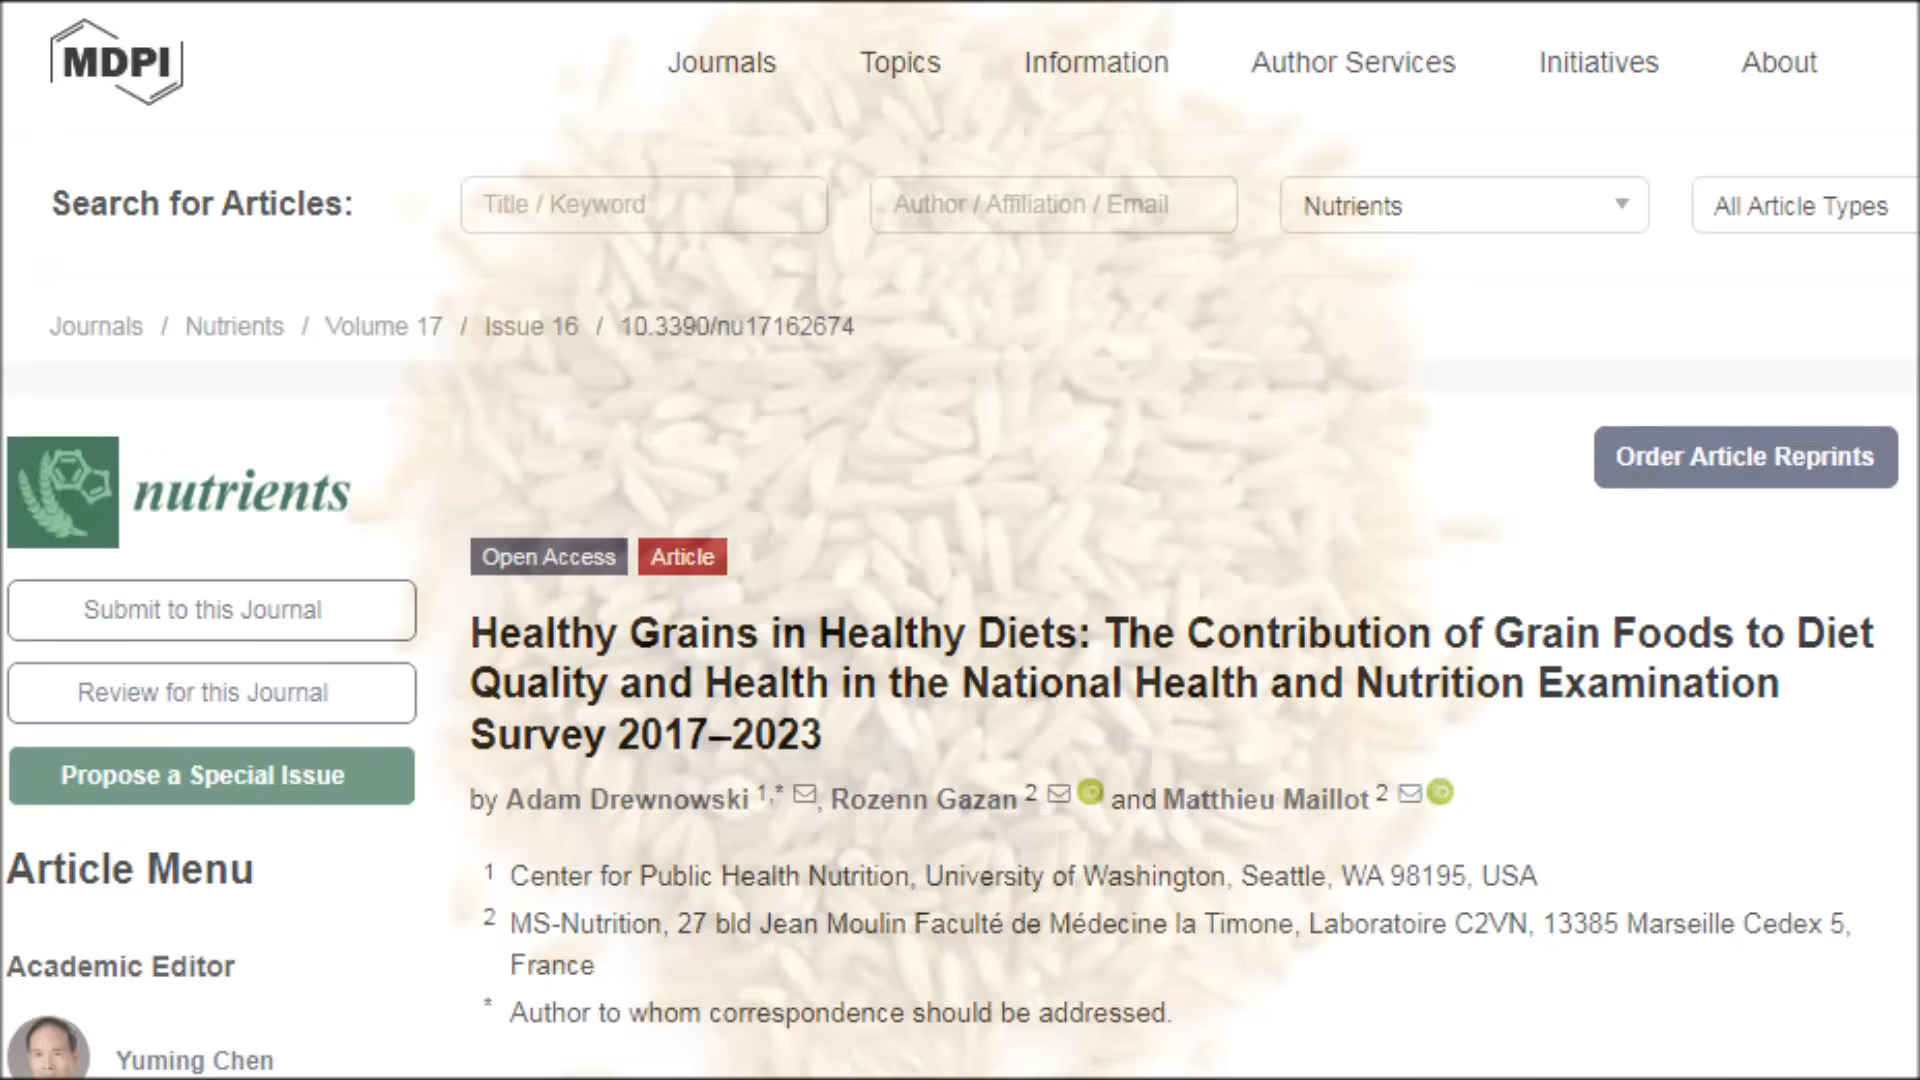 MDPI
Journals Topics Information Author Services Initiatives About
Search for Articles: Title / Keyword Author / Affiliation / Email Nutrients All Article Types
Journals / Nutrients / Volume 17 / Issue 16 / 10.3390/nu17162674
nutrients
Order Article Reprints
Submit to this Journal
Review for this Journal
Propose a Special Issue
Article Menu
Academic Editor
Yuming Chen
Open Access Article
Healthy Grains in Healthy Diets: The Contribution of Grain Foods to Diet
Quality and Health in the National Health and Nutrition Examination
Survey 2017–2023
by Adam Drewnowski 1,* , Rozenn Gazan 2 and Matthieu Maillot 2
1 Center for Public Health Nutrition, University of Washington, Seattle, WA 98195, USA
2 MS-Nutrition, 27 bld Jean Moulin Faculté de Médecine la Timone, Laboratoire C2VN, 13385 Marseille Cedex 5,
France
* Author to whom correspondence should be addressed.